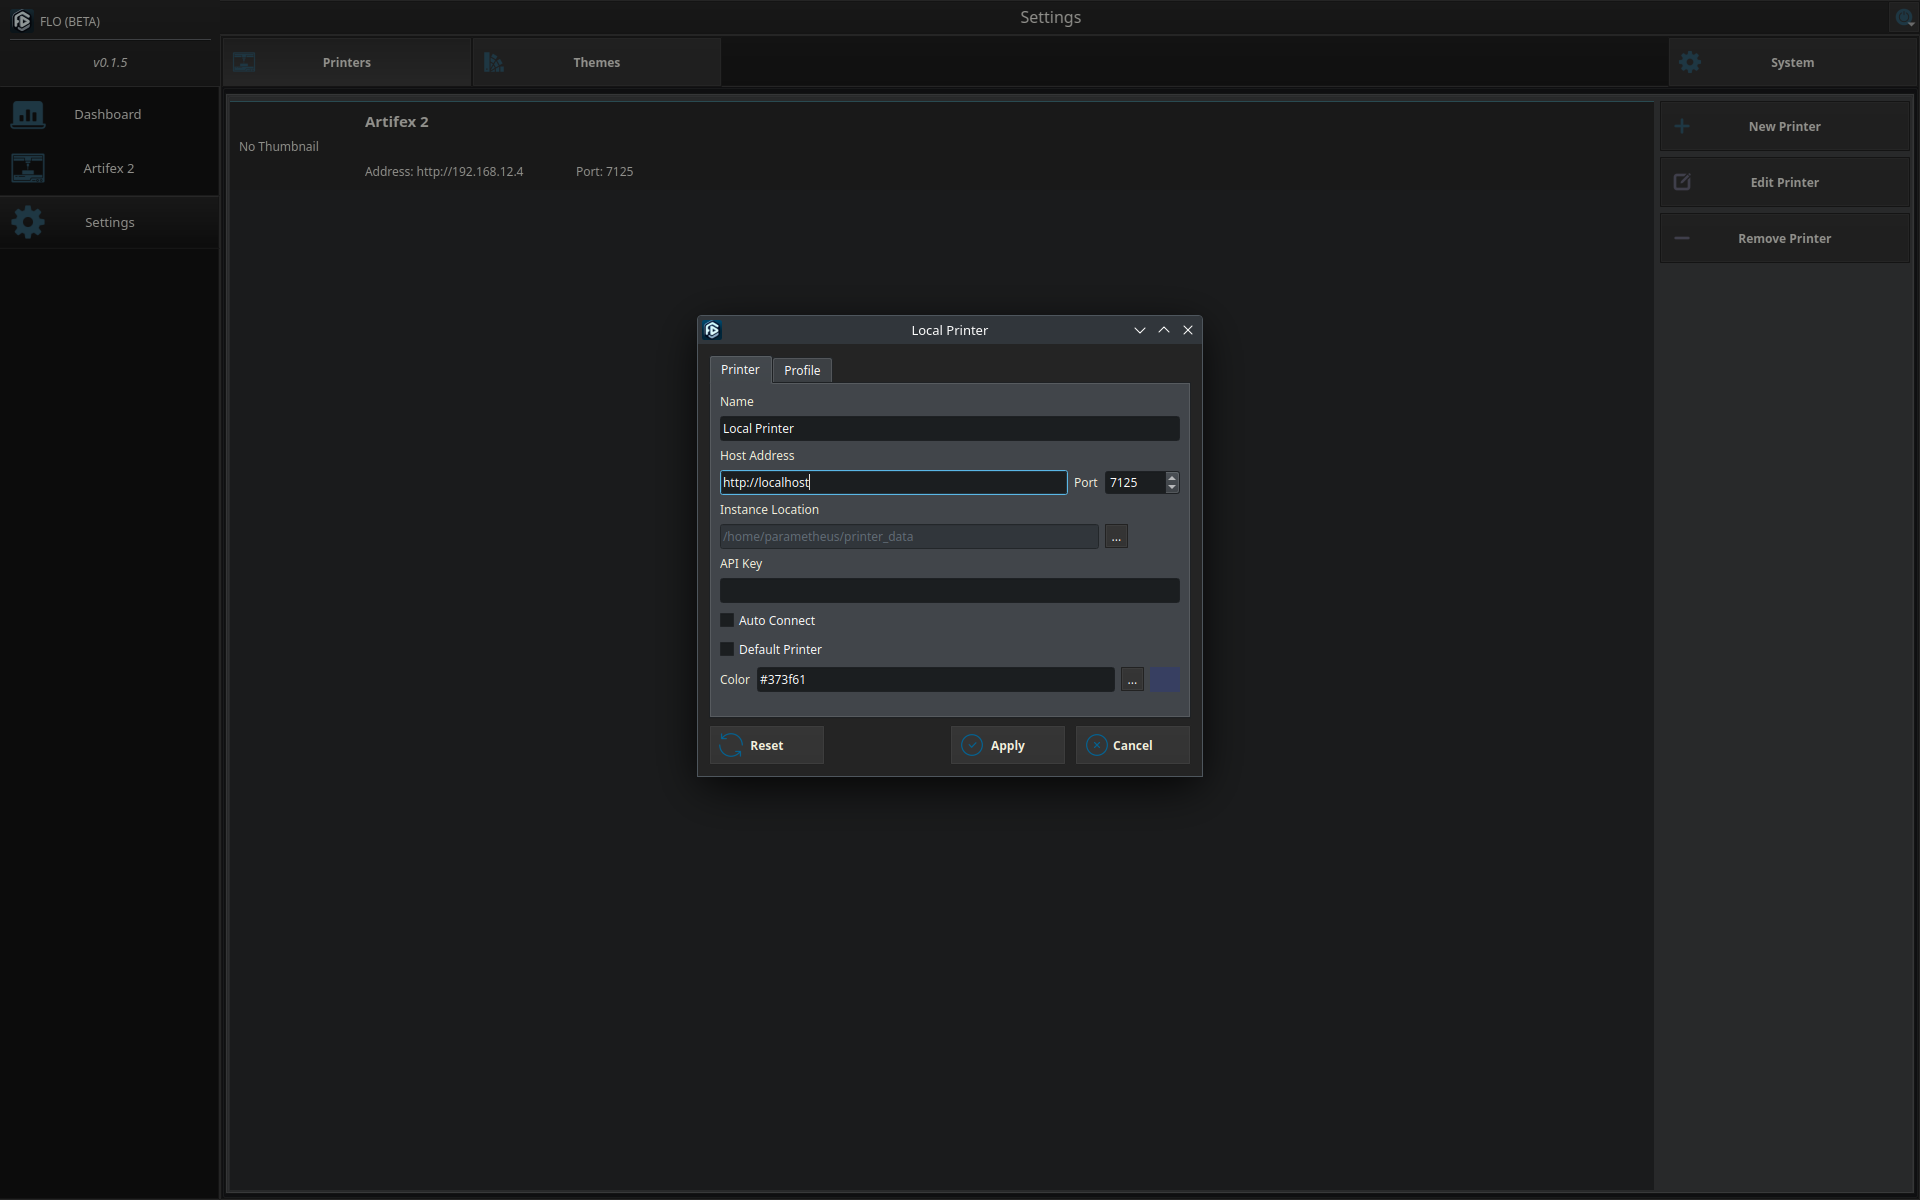 FLO (BETA)
Settings
v0.1.5
Printers
Themes
System
Dashboard
Artifex 2
Settings
Artifex 2
No Thumbnail
Address: http://192.168.12.4
Port: 7125
New Printer
Edit Printer
Remove Printer
Local Printer
Printer
Profile
Name
Local Printer
Host Address
http://localhost
Port
7125
Instance Location
/home/parametheus/printer_data
...
API Key
Auto Connect
Default Printer
Color
#373f61
...
Reset
Apply
Cancel